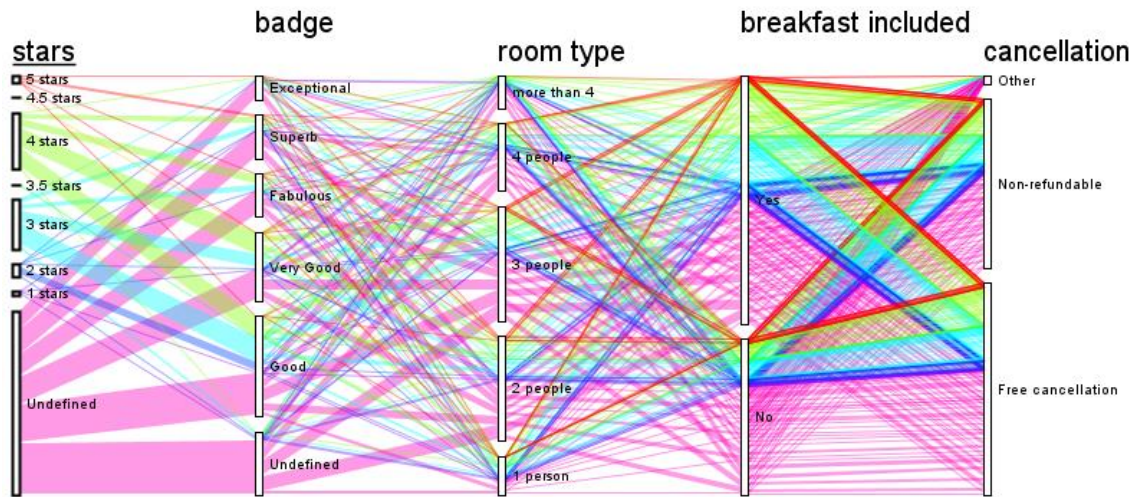 stars
5 stars
4.5 stars
4 stars
3.5 stars
3 stars
2 stars
1 stars
Undefined
badge
Exceptional
Superb
Fabulous
Very Good
Good
Undefined
room type
more than 4
4 people
3 people
2 people
1 person
breakfast included
Yes
No
cancellation
Other
Non-refundable
Free cancellation